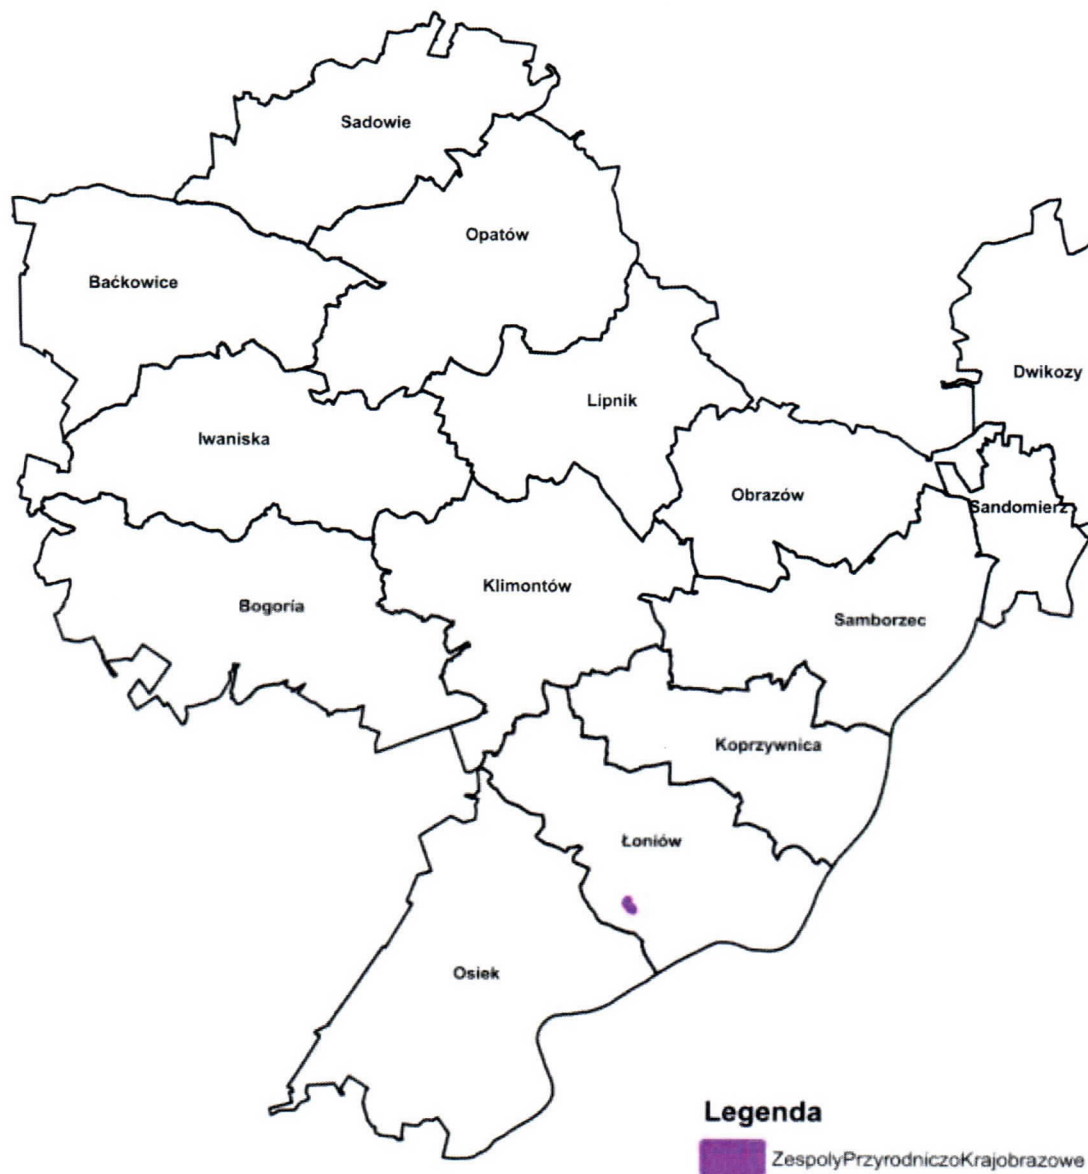 Sadowie
Opatów
Baćkowice
Dwikozy
Lipnik
Iwaniska
Obrazów
Sandomierz
Klimontów
Bogoria
Samborzec
Koprzywnica
Łoniów
Osiek
Legenda
ZespolyPrzyrodniczoKrajobrazowe